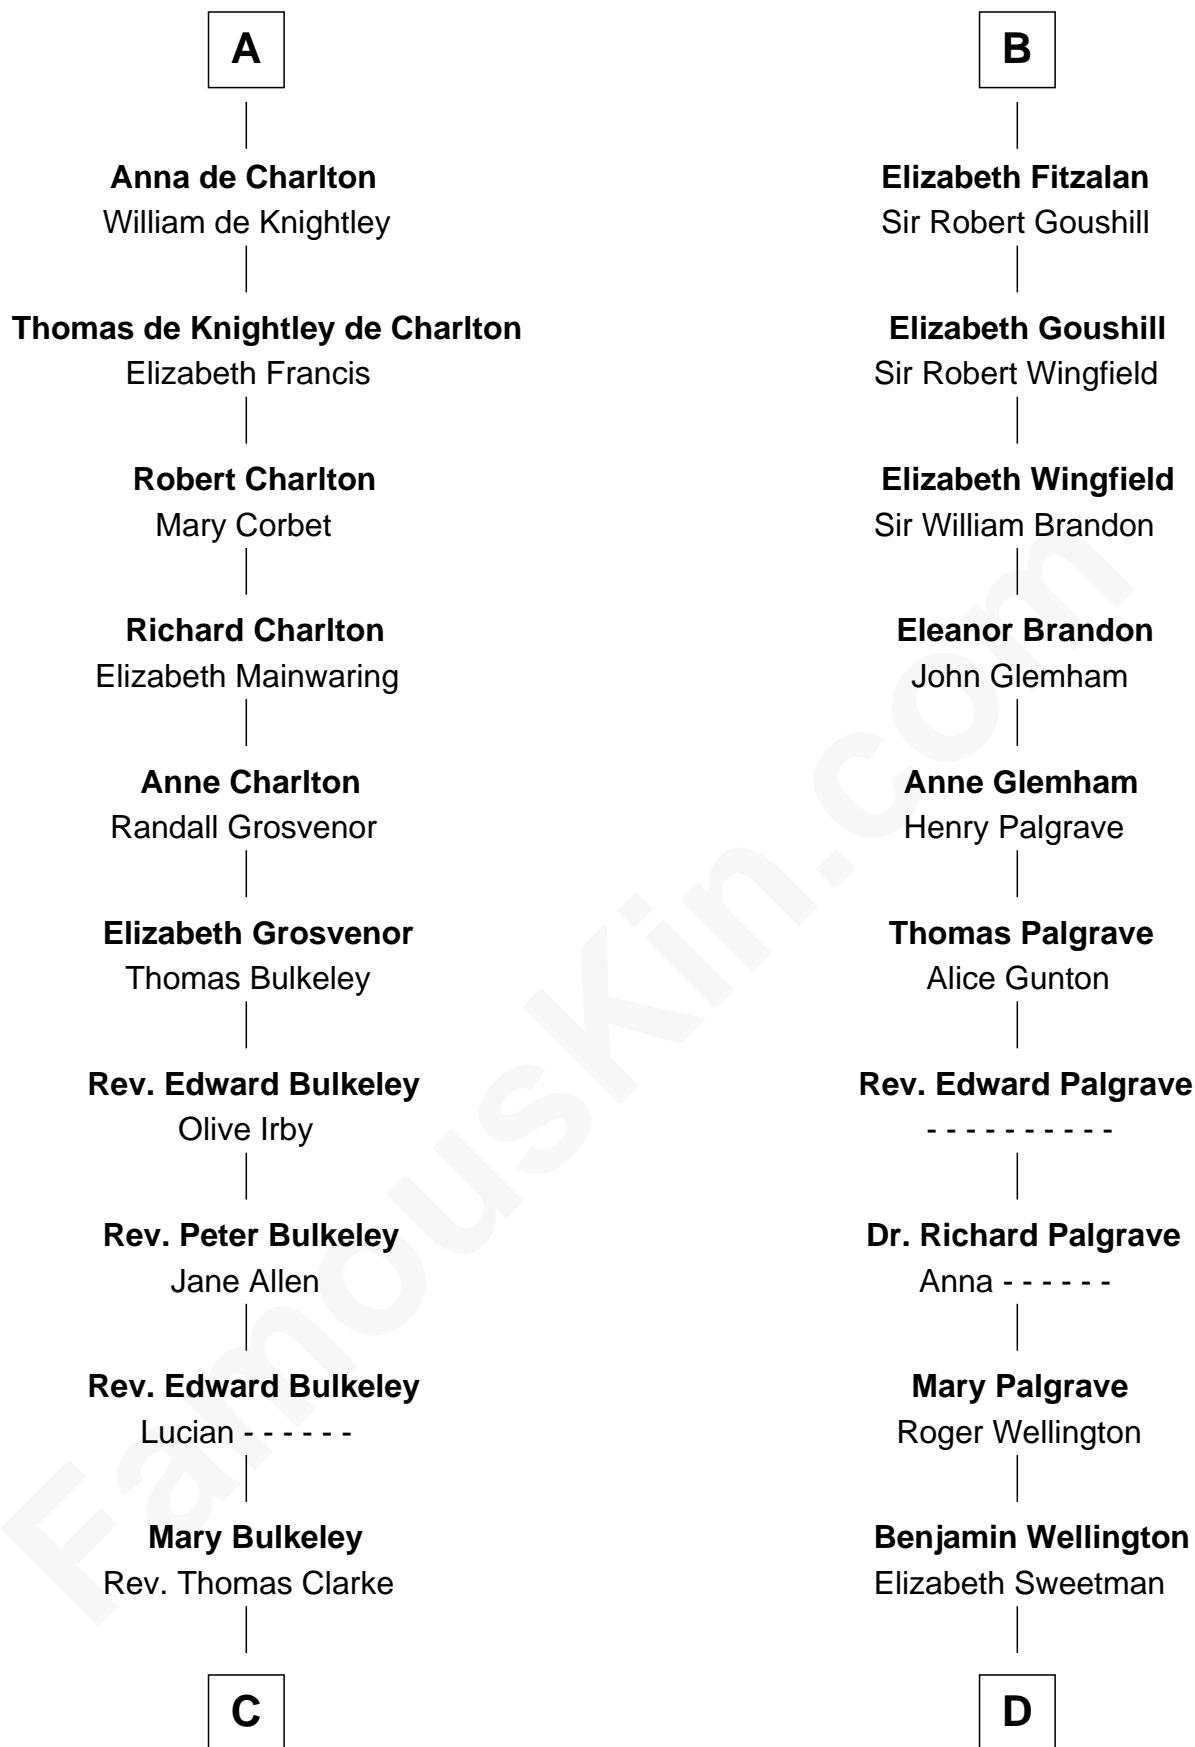 A
Anna de Charlton
William de Knightley
Thomas de Knightley de Charlton
Elizabeth Francis
Robert Charlton
Mary Corbet
Richard Charlton
Elizabeth Mainwaring
Anne Charlton
Randall Grosvenor
Elizabeth Grosvenor
Thomas Bulkeley
Rev. Edward Bulkeley
Olive Irby
Rev. Peter Bulkeley
Jane Allen
Rev. Edward Bulkeley
Lucian - - - - - -
Mary Bulkeley
Rev. Thomas Clarke
C
B
Elizabeth Fitzalan
Sir Robert Goushill
Elizabeth Goushill
Sir Robert Wingfield
Elizabeth Wingfield
Sir William Brandon
Eleanor Brandon
John Glemham
Anne Glemham
Henry Palgrave
Thomas Palgrave
Alice Gunton
Rev. Edward Palgrave
- - - - - - - - - -
Dr. Richard Palgrave
Anna - - - - - -
Mary Palgrave
Roger Wellington
Benjamin Wellington
Elizabeth Sweetman
D
FamousKin.com